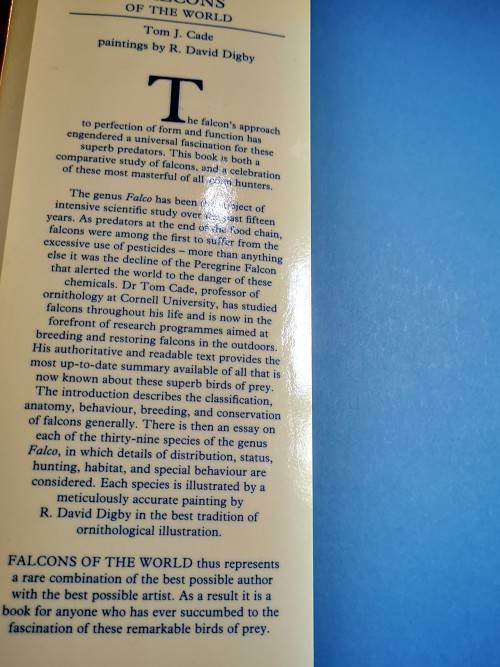 FALCONS
OF THE WORLD
Tom J. Cade
paintings by R. David Digby
The falcon's approach
to perfection of form and function has
engendered a universal fascination for these
superb predators. This book is both a
comparative study of falcons, and a celebration
of these most masterful of all hunters.
The genus Falco has been the subject of
intensive scientific study over the past fifteen
years. As predators at the end of the food chain,
falcons were among the first to suffer from the
excessive use of pesticides – more than anything
else it was the decline of the Peregrine Falcon
that alerted the world to the danger of these
chemicals. Dr Tom Cade, professor of
ornithology at Cornell University, has studied
falcons throughout his life and is now in the
forefront of research programmes aimed at
breeding and restoring falcons in the outdoors.
His authoritative and readable text provides the
most up-to-date summary available of all that is
now known about these superb birds of prey.
The introduction describes the classification,
anatomy, behaviour, breeding, and conservation
of falcons generally. There is then an essay on
each of the thirty-nine species of the genus
Falco, in which details of distribution, status,
hunting, habitat, and special behaviour are
considered. Each species is illustrated by a
meticulously accurate painting by
R. David Digby in the best tradition of
ornithological illustration.
FALCONS OF THE WORLD thus represents
a rare combination of the best possible author
with the best possible artist. As a result it is a
book for anyone who has ever succumbed to the
fascination of these remarkable birds of prey.